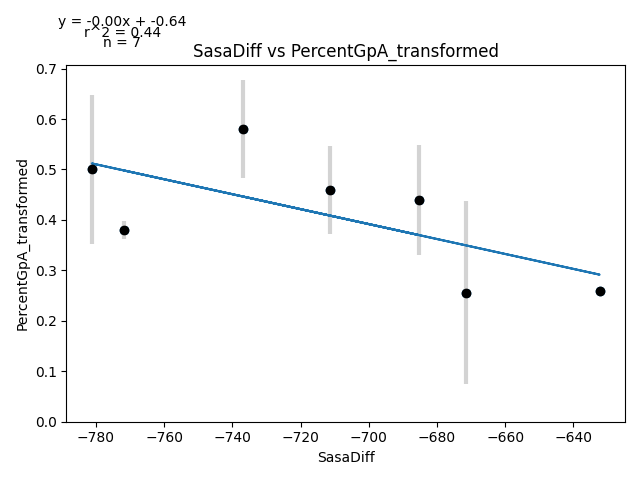 y = -0.00x + -0.64
r^2 = 0.44
n = 7
SasaDiff vs PercentGpA_transformed
0.7
0.6
0.5
0.4
0.3
0.2
0.1
0.0
PercentGpA_transformed
−780 −760 −740 −720 −700 −680 −660 −640
SasaDiff